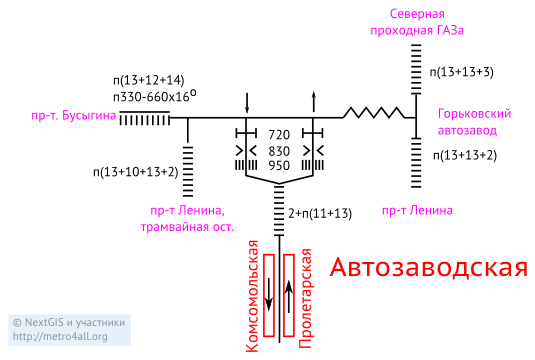 Северная
проходная ГАЗа
п(13+12+14)
п330-660х16⁰
п(13+13+3)
пр-т. Бусыгина
Горьковский
автозавод
720
830
950
п(13+10+13+2)
п(13+13+2)
пр-т Ленина,
трамвайная ост.
2+п(11+13)
пр-т Ленина
Комсомольская
Пролетарская
Автозаводская
© NextGIS и участники
http://metro4all.org